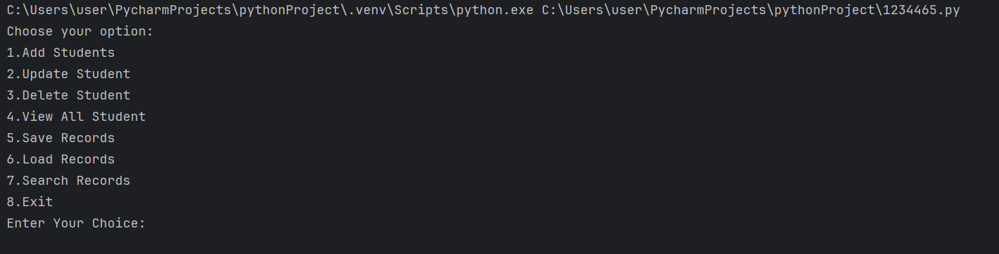 C:\Users\user\PycharmProjects\pythonProject\.venv\Scripts\python.exe C:\Users\user\PycharmProjects\pythonProject\1234465.py
Choose your option:
1.Add Students
2.Update Student
3.Delete Student
4.View All Student
5.Save Records
6.Load Records
7.Search Records
8.Exit
Enter Your Choice: